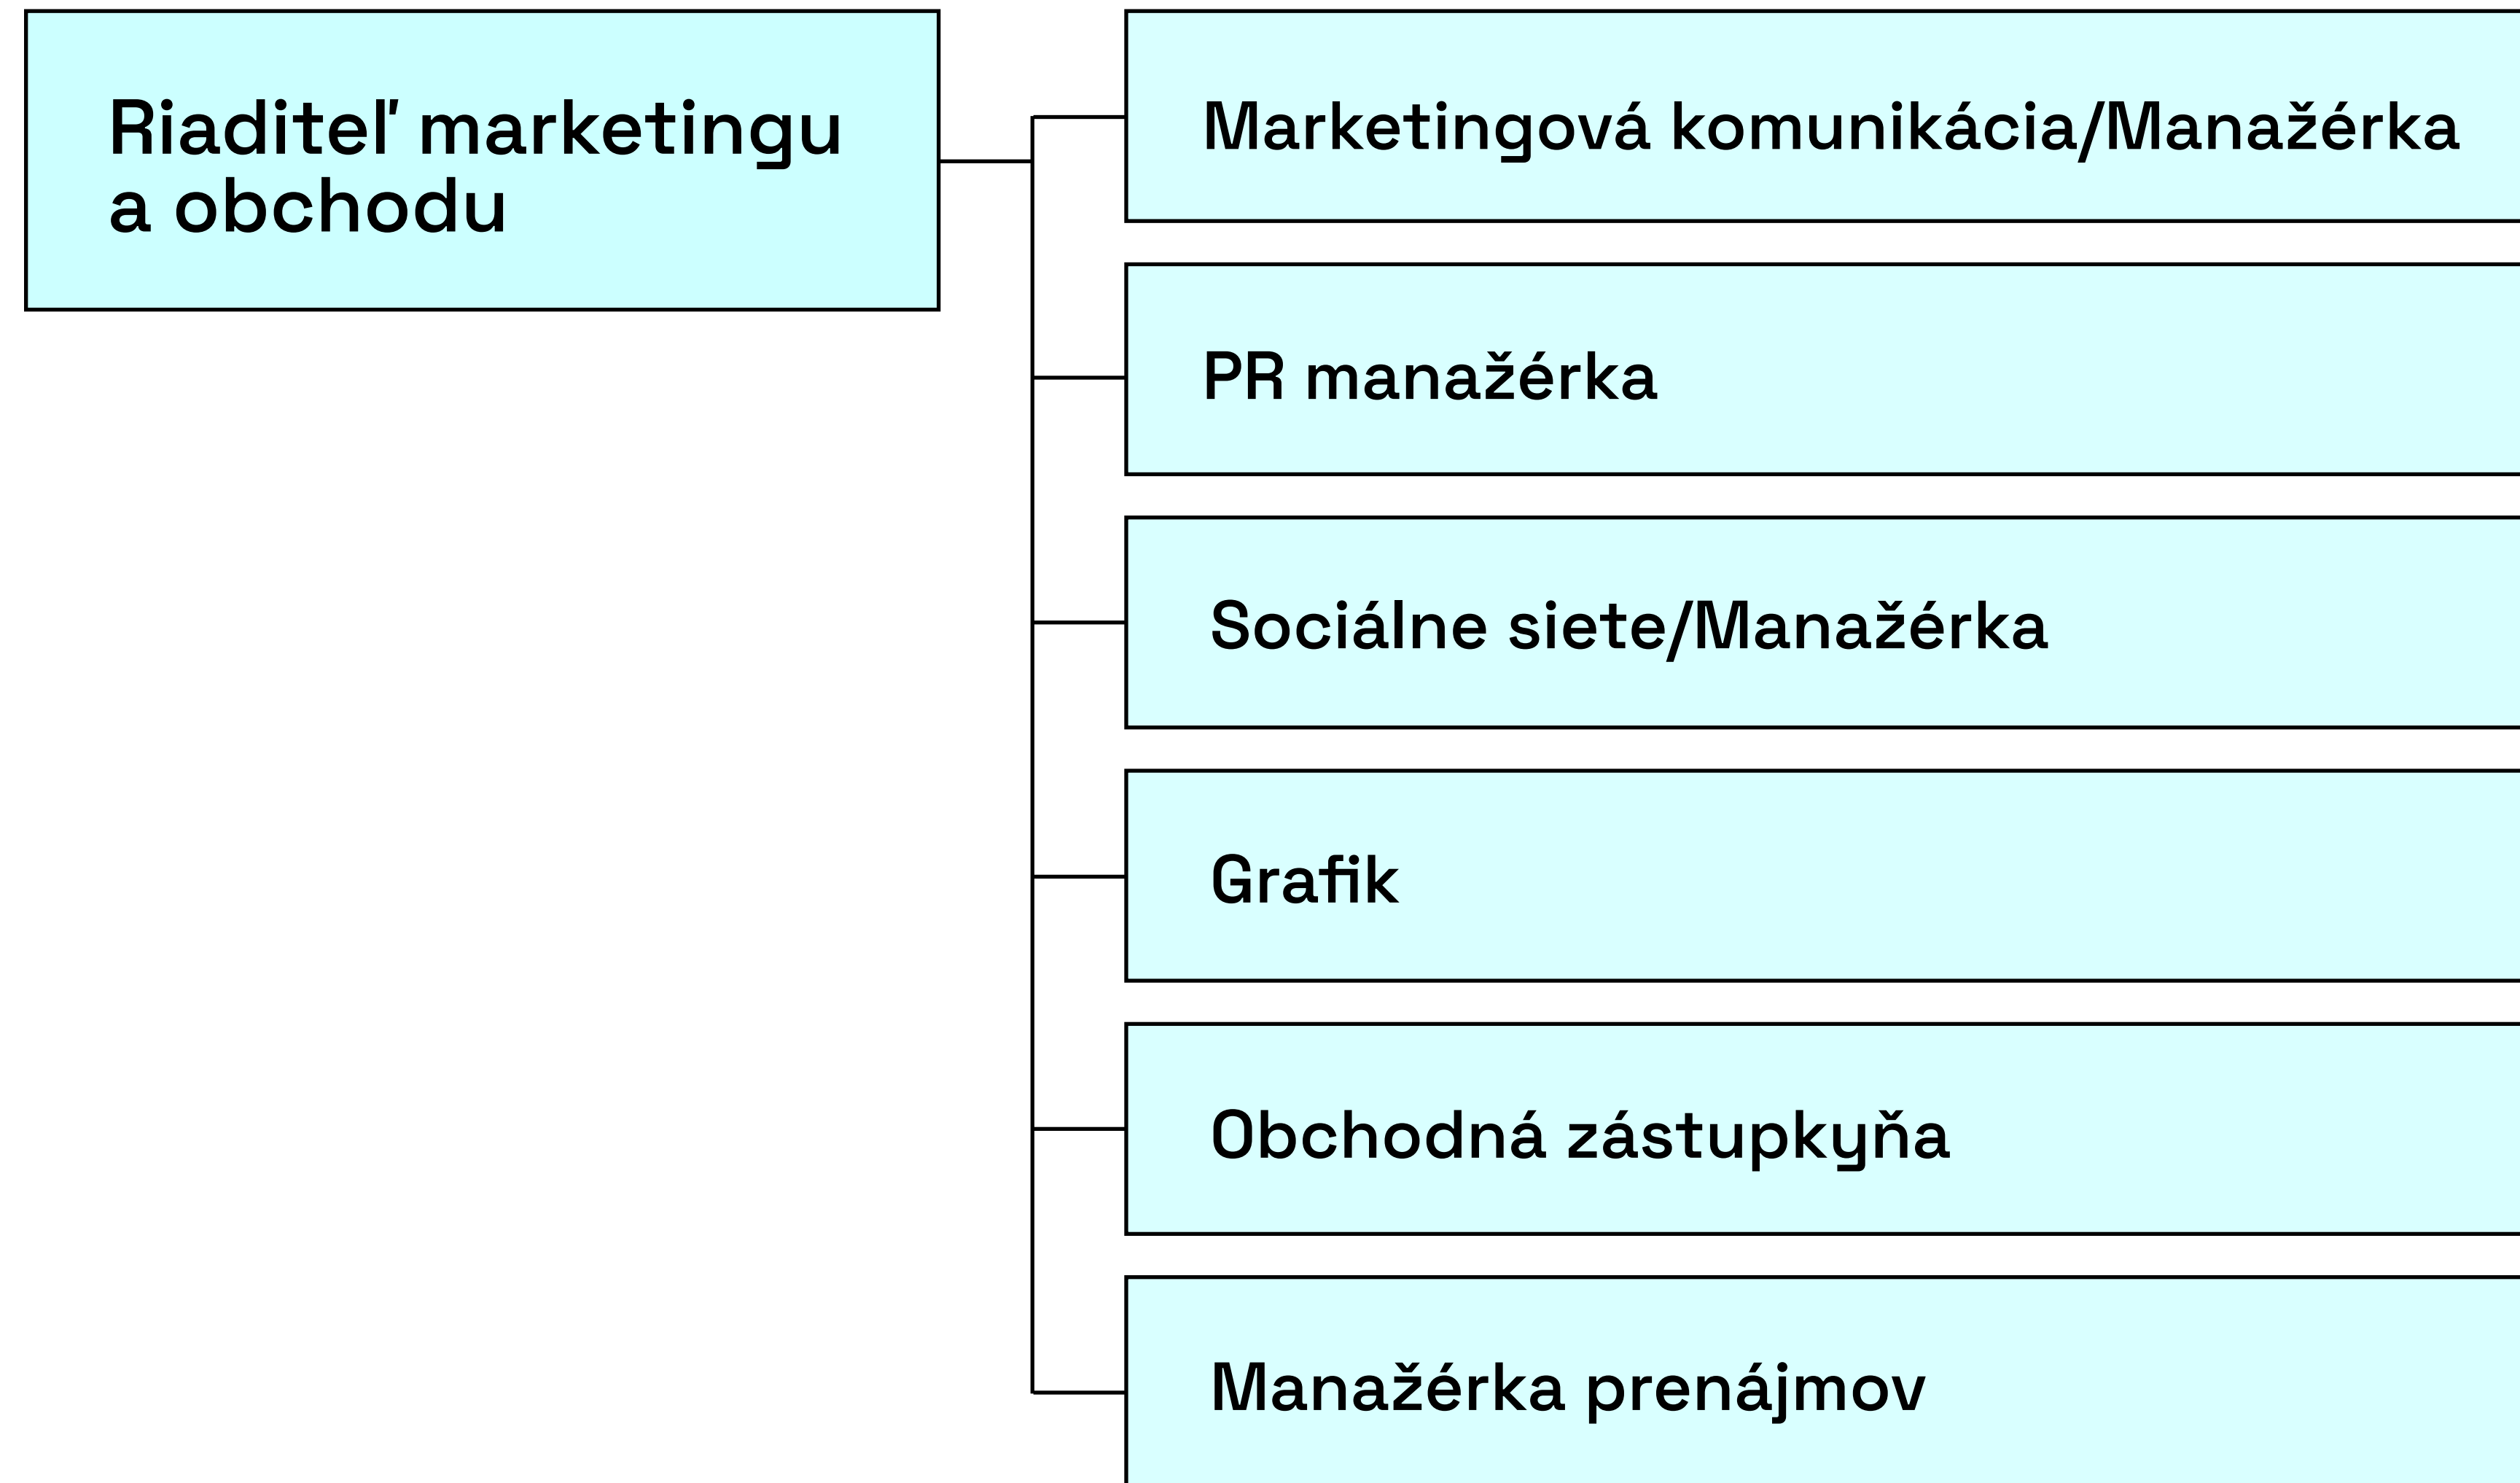 Riaditeľ marketingu
a obchodu
Marketingová komunikácia/Manažérka
PR manažérka
Sociálne siete/Manažérka
Grafik
Obchodná zástupkyňa
Manažérka prenájmov